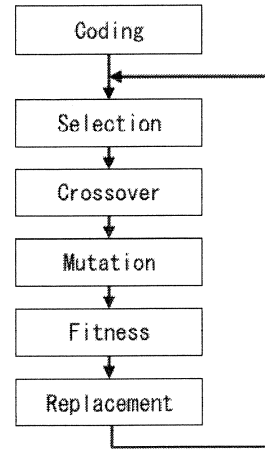 Coding
Selection
Crossover
Mutation
Fitness
Replacement